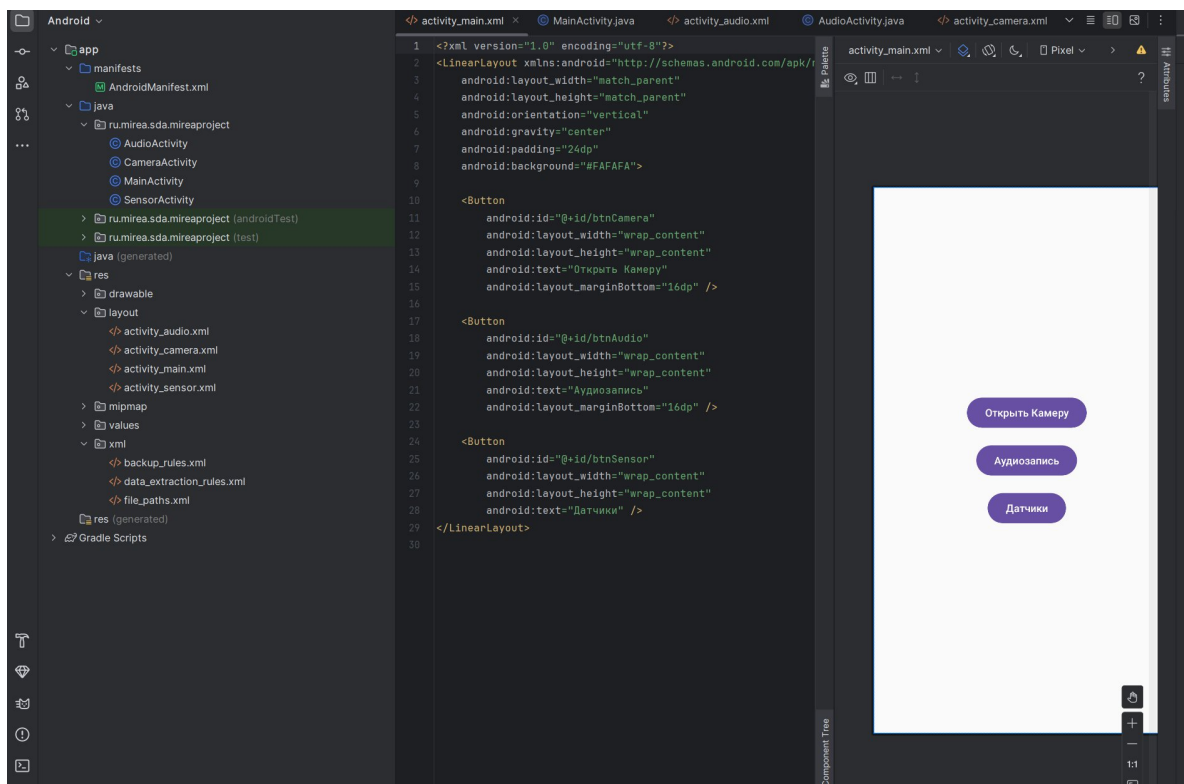 Android
activity_main.xml
MainActivity.java
activity_audio.xml
AudioActivity.java
activity_camera.xml
app
manifests
AndroidManifest.xml
java
ru.mirea.sda.mireaproject
AudioActivity
CameraActivity
MainActivity
SensorActivity
ru.mirea.sda.mireaproject (androidTest)
ru.mirea.sda.mireaproject (test)
java (generated)
res
drawable
layout
activity_audio.xml
activity_camera.xml
activity_main.xml
activity_sensor.xml
mipmap
values
xml
backup_rules.xml
data_extraction_rules.xml
file_paths.xml
res (generated)
Gradle Scripts
1 <?xml version="1.0" encoding="utf-8"?>
2 <LinearLayout xmlns:android="http://schemas.android.com/apk/
3 android:layout_width="match_parent"
4 android:layout_height="match_parent"
5 android:orientation="vertical"
6 android:gravity="center"
7 android:padding="24dp"
8 android:background="#FAFAFA">
9
10 <Button
11 android:id="@+id/btnCamera"
12 android:layout_width="wrap_content"
13 android:layout_height="wrap_content"
14 android:text="Открыть Камеру"
15 android:layout_marginBottom="16dp" />
16
17 <Button
18 android:id="@+id/btnAudio"
19 android:layout_width="wrap_content"
20 android:layout_height="wrap_content"
21 android:text="Аудиозапись"
22 android:layout_marginBottom="16dp" />
23
24 <Button
25 android:id="@+id/btnSensor"
26 android:layout_width="wrap_content"
27 android:layout_height="wrap_content"
28 android:text="Датчики" />
29 </LinearLayout>
30
Palette
Component Tree
activity_main.xml
Pixel
?
Attributes
Открыть Камеру
Аудиозапись
Датчики
1:1